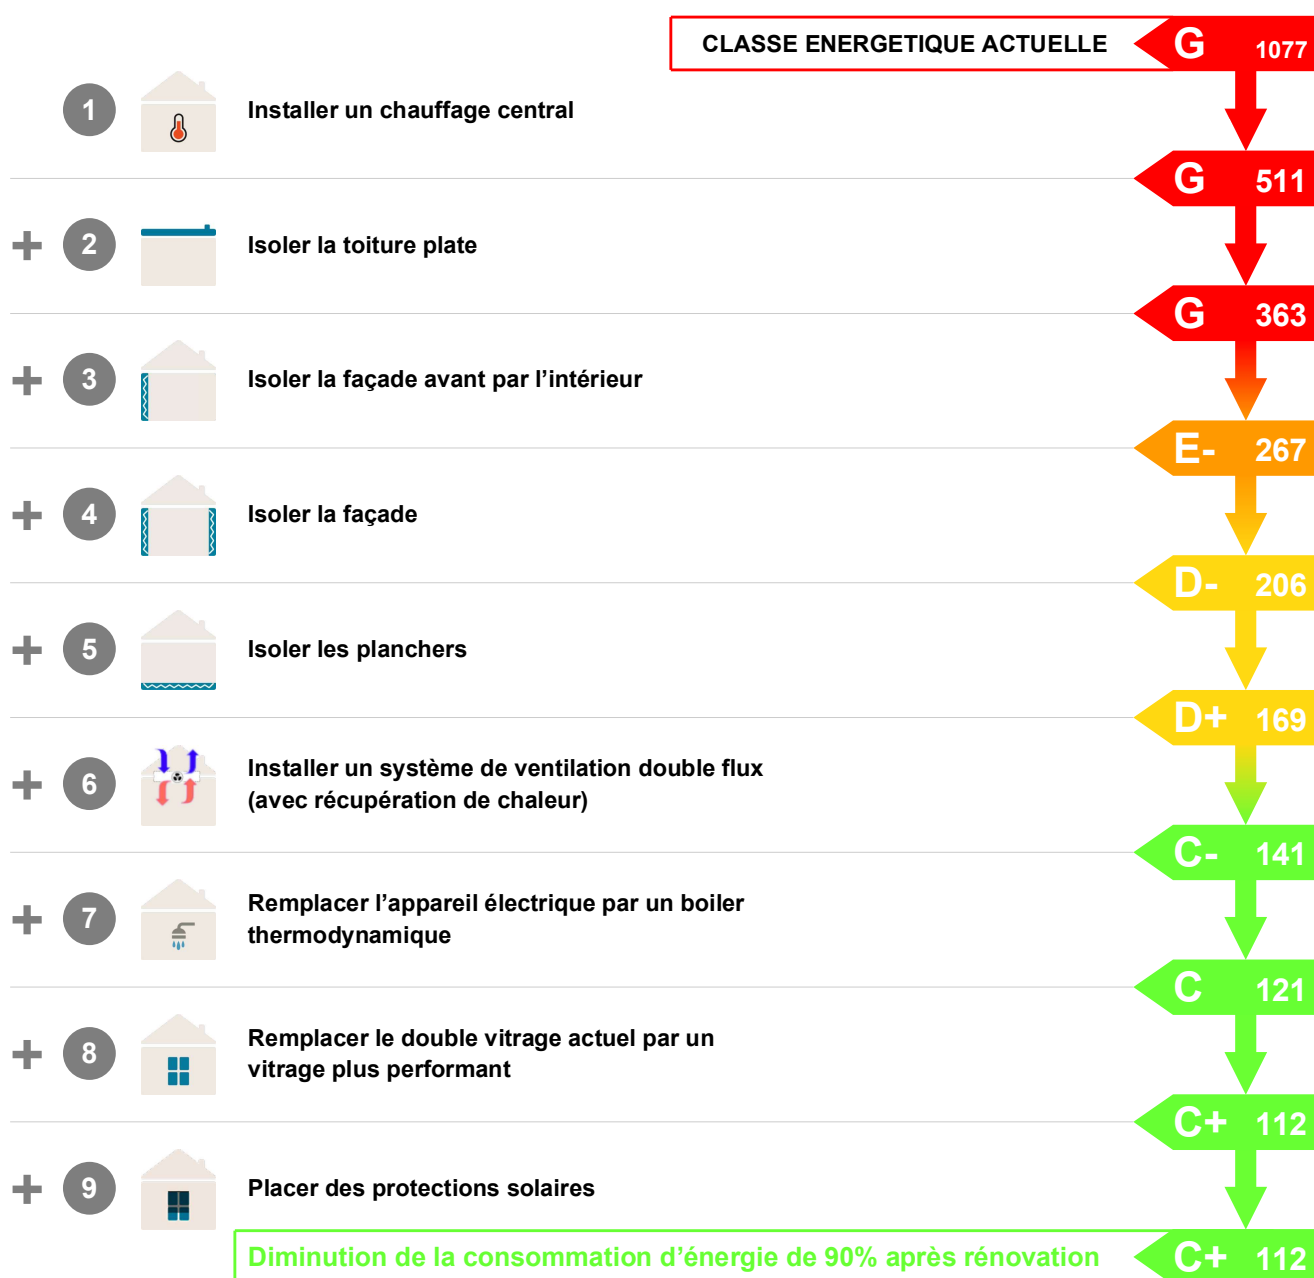 CLASSE ENERGETIQUE ACTUELLE G 1077
1 Installer un chauffage central
G 511
+ 2 Isoler la toiture plate
G 363
+ 3 Isoler la façade avant par l’intérieur
E- 267
+ 4 Isoler la façade
D- 206
+ 5 Isoler les planchers
D+ 169
+ 6 Installer un système de ventilation double flux
(avec récupération de chaleur)
C- 141
+ 7 Remplacer l’appareil électrique par un boiler
thermodynamique
C 121
+ 8 Remplacer le double vitrage actuel par un
vitrage plus performant
C+ 112
+ 9 Placer des protections solaires
Diminution de la consommation d’énergie de 90% après rénovation C+ 112